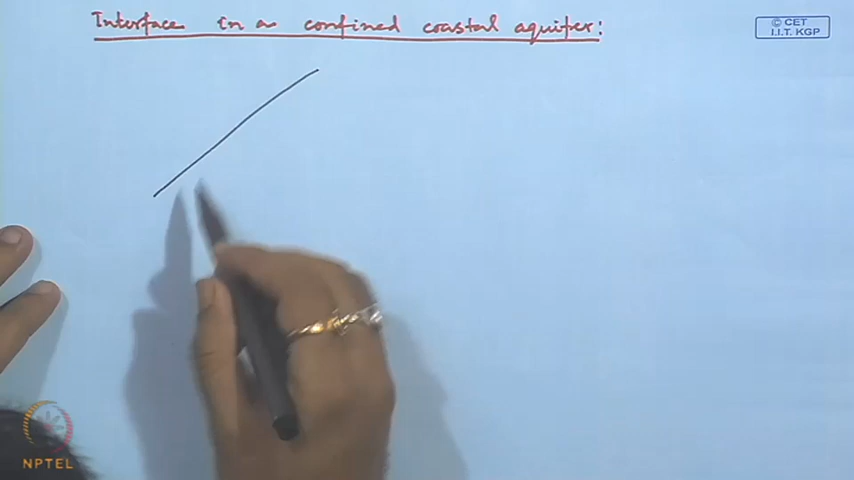 Interface in a confined coastal aquifer:
© CET
I.I.T. KGP
NPTEL